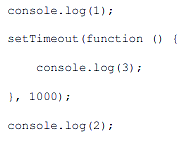 console.log(1);
setTimeout(function () {
    console.log(3);
}, 1000);
console.log(2);